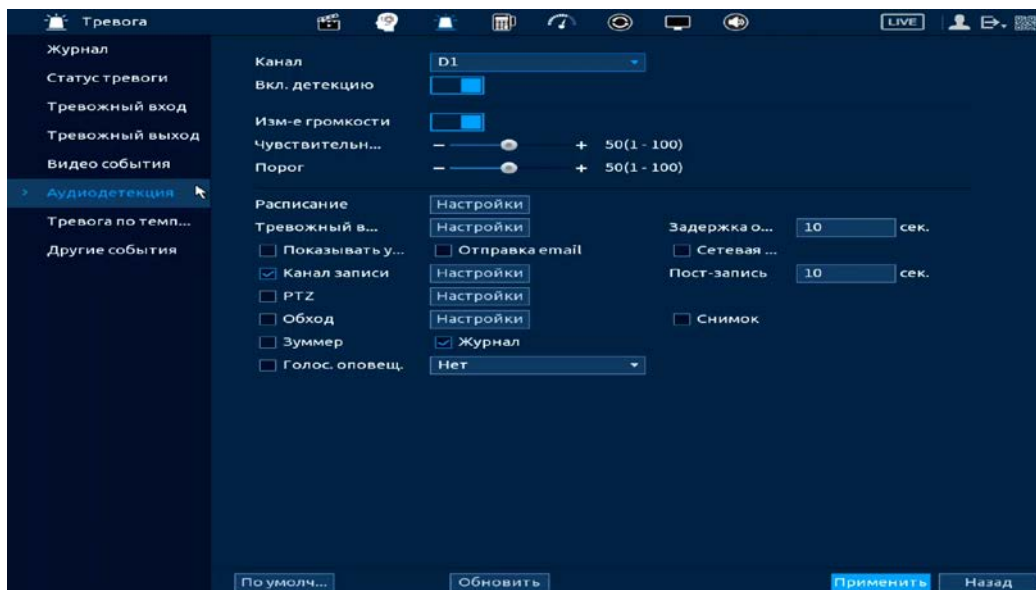 Тревога LIVE
Журнал
Статус тревоги
Тревожный вход
Тревожный выход
Видео события
> Аудиодетекция
Тревога по темп...
Другие события
Канал D1
Вкл. детекцию
Изм-е громкости
Чувствительн... − + 50(1 - 100)
Порог − + 50(1 - 100)
Расписание Настройки
Тревожный в... Настройки Задержка о... 10 сек.
Показывать у... Отправка email Сетевая ...
Канал записи Настройки Пост-запись 10 сек.
PTZ Настройки
Обход Настройки Снимок
Зуммер Журнал
Голос. оповещ. Нет
По умолч... Обновить Применить Назад